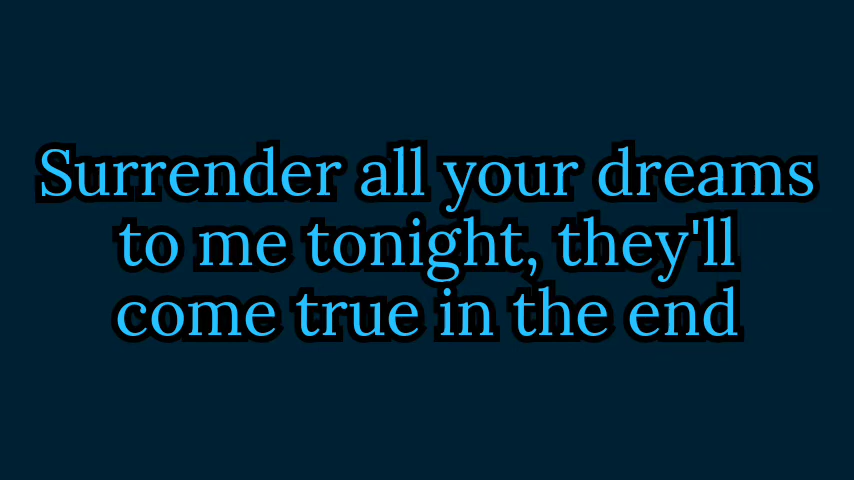 Surrender all your dreams
to me tonight, they'll
come true in the end